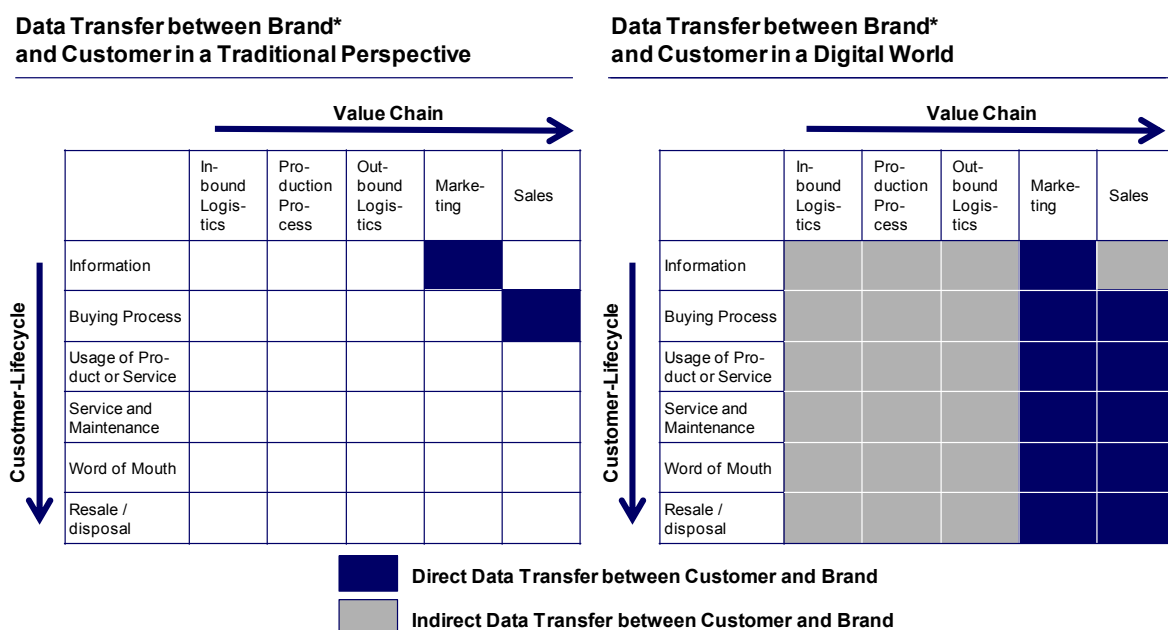 Data Transfer between Brand*
and Customer in a Traditional Perspective
Value Chain
In-
bound
Logis-
tics
Pro-
duction
Pro-
cess
Out-
bound
Logis-
tics
Marke-
ting
Sales
Cusotmer-Lifecycle
Information
Buying Process
Usage of Pro-
duct or Service
Service and
Maintenance
Word of Mouth
Resale /
disposal
Data Transfer between Brand*
and Customer in a Digital World
Value Chain
In-
bound
Logis-
tics
Pro-
duction
Pro-
cess
Out-
bound
Logis-
tics
Marke-
ting
Sales
Customer-Lifecycle
Information
Buying Process
Usage of Pro-
duct or Service
Service and
Maintenance
Word of Mouth
Resale /
disposal
Direct Data Transfer between Customer and Brand
Indirect Data Transfer between Customer and Brand